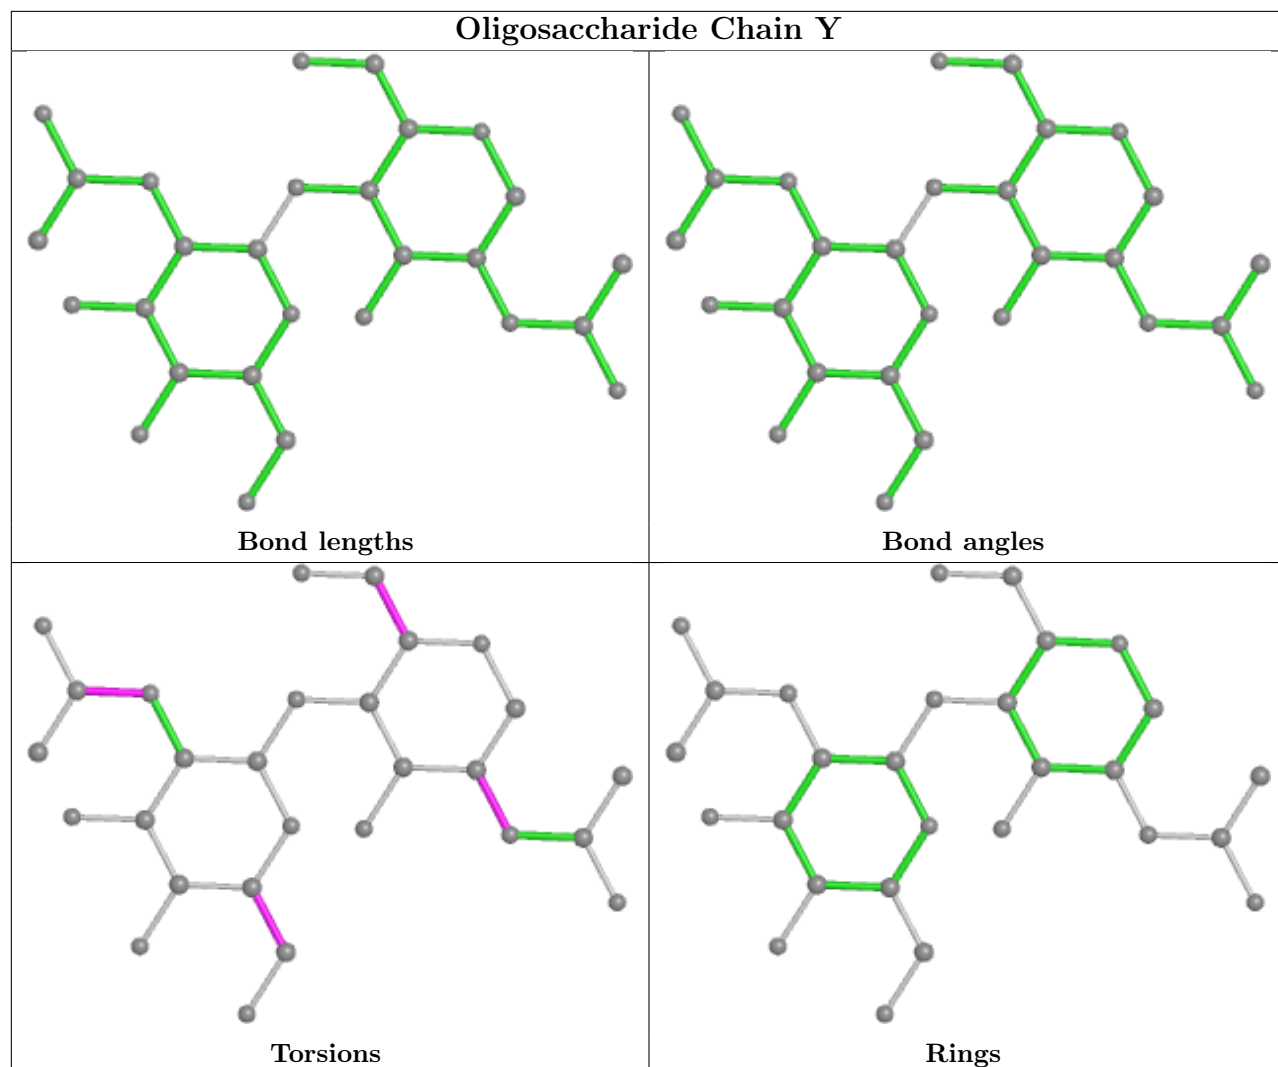 Oligosaccharide Chain Y
Bond lengths
Bond angles
Torsions
Rings